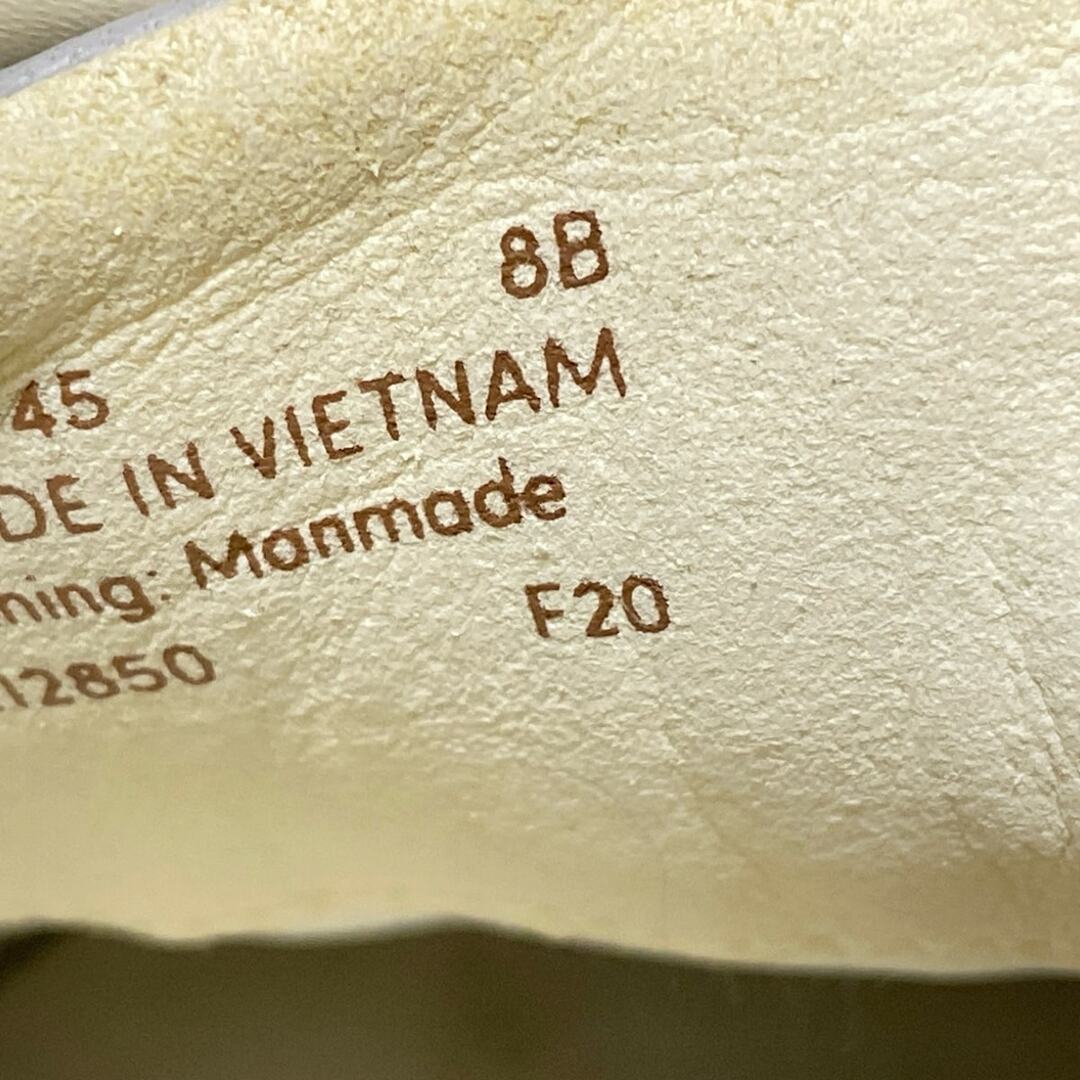 8B
45
DE IN VIETNAM
ning: Manmade
F20
12850